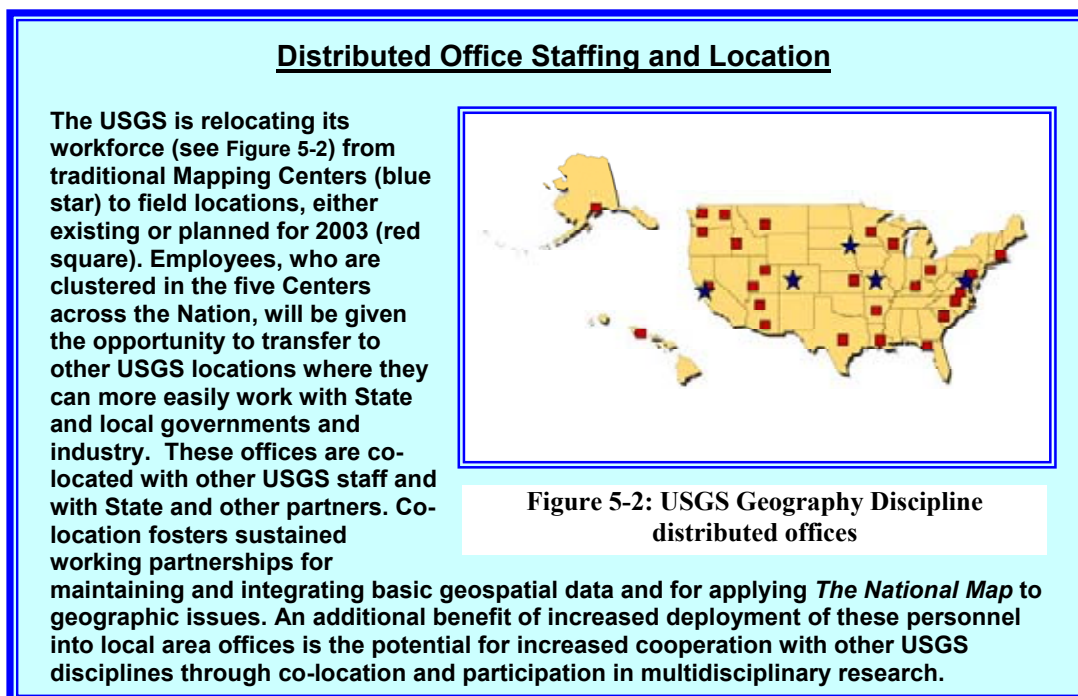 Distributed Office Staffing and Location
The USGS is relocating its
workforce (see Figure 5-2) from
traditional Mapping Centers (blue
star) to field locations, either
existing or planned for 2003 (red
square). Employees, who are
clustered in the five Centers
across the Nation, will be given
the opportunity to transfer to
other USGS locations where they
can more easily work with State
and local governments and
industry. These offices are co-
located with other USGS staff and
with State and other partners. Co-
location fosters sustained
working partnerships for
maintaining and integrating basic geospatial data and for applying The National Map to
geographic issues. An additional benefit of increased deployment of these personnel
into local area offices is the potential for increased cooperation with other USGS
disciplines through co-location and participation in multidisciplinary research.
Figure 5-2: USGS Geography Discipline
distributed offices